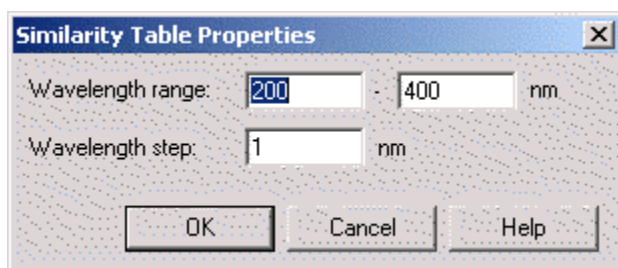 Similarity Table Properties
Wavelength range: 200 - 400 nm
Wavelength step: 1 nm
OK Cancel Help